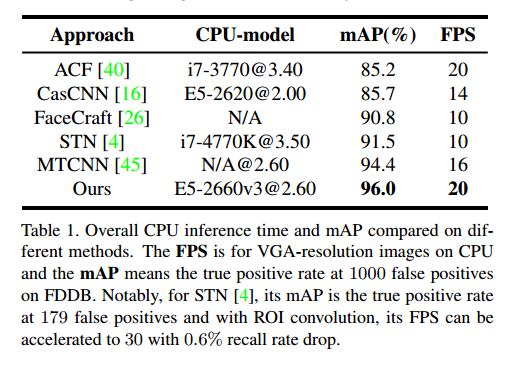 Approach CPU-model mAP(%) FPS
ACF [40] i7-3770@3.40 85.2 20
CasCNN [16] E5-2620@2.00 85.7 14
FaceCraft [26] N/A 90.8 10
STN [4] i7-4770K@3.50 91.5 10
MTCNN [45] N/A@2.60 94.4 16
Ours E5-2660v3@2.60 96.0 20
Table 1. Overall CPU inference time and mAP compared on dif-
ferent methods. The FPS is for VGA-resolution images on CPU
and the mAP means the true positive rate at 1000 false positives
on FDDB. Notably, for STN [4], its mAP is the true positive rate
at 179 false positives and with ROI convolution, its FPS can be
accelerated to 30 with 0.6% recall rate drop.